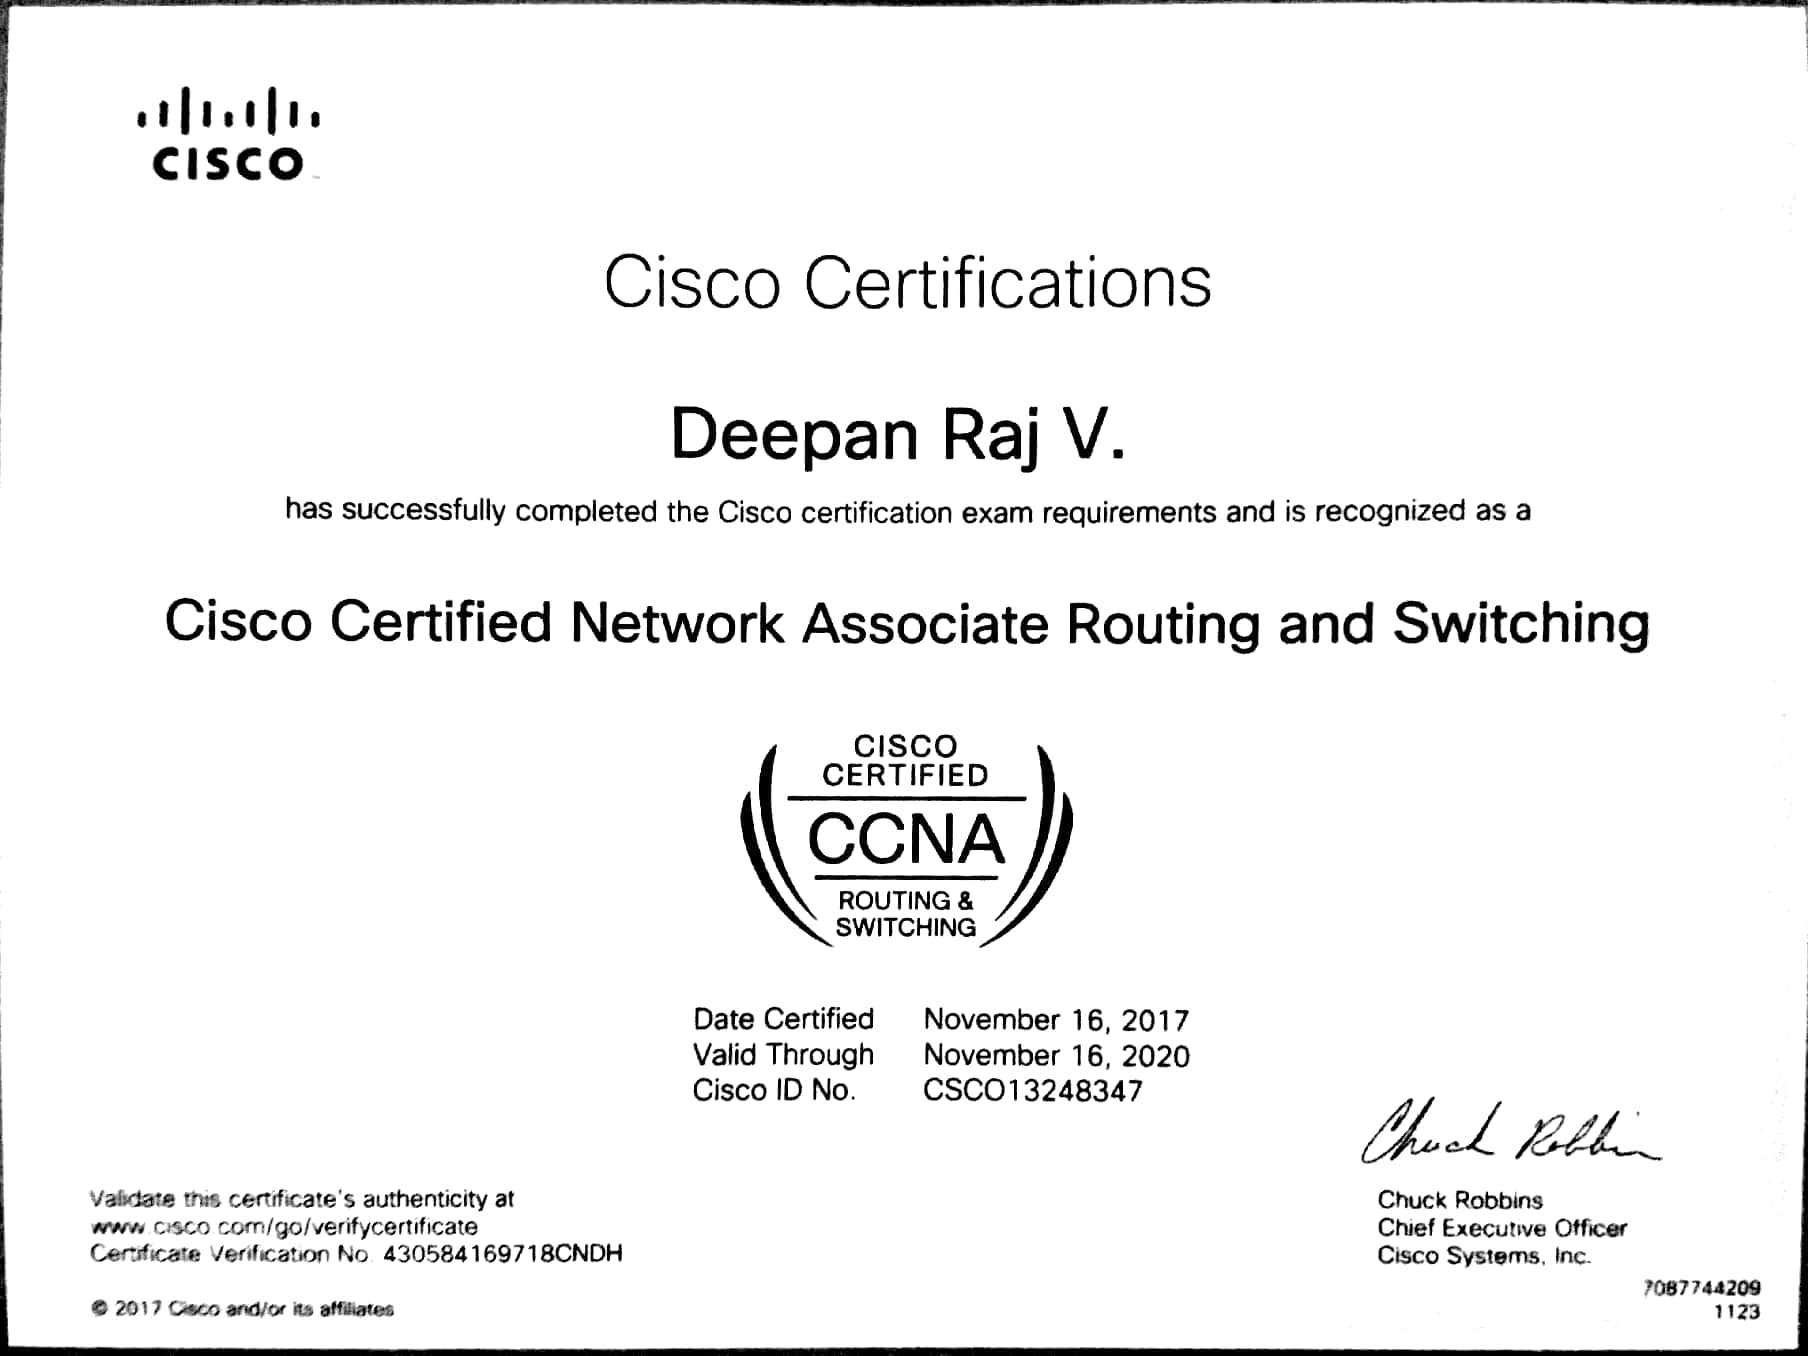 CISCO
Cisco Certifications
Deepan Raj V.
has successfully completed the Cisco certification exam requirements and is recognized as a
Cisco Certified Network Associate Routing and Switching
CISCO
CERTIFIED
CCNA
ROUTING &
SWITCHING
Date Certified November 16, 2017
Valid Through November 16, 2020
Cisco ID No. CSCO13248347
Chuck Robbins
Validate this certificate's authenticity at
www.cisco.com/go/verifycertificate
Certificate Verification No. 430584169718CNDH
© 2017 Cisco and/or its affiliates
Chuck Robbins
Chief Executive Officer
Cisco Systems, Inc.
7087744209
1123